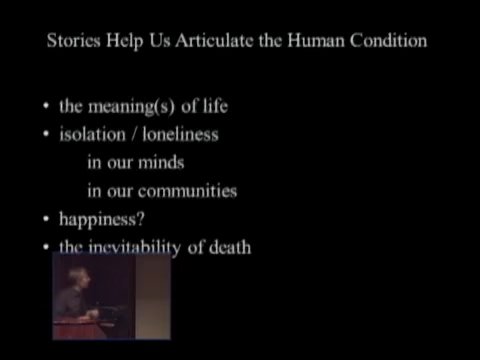 Stories Help Us Articulate the Human Condition
• the meaning(s) of life
• isolation / loneliness
in our minds
in our communities
• happiness?
• the inevitability of death